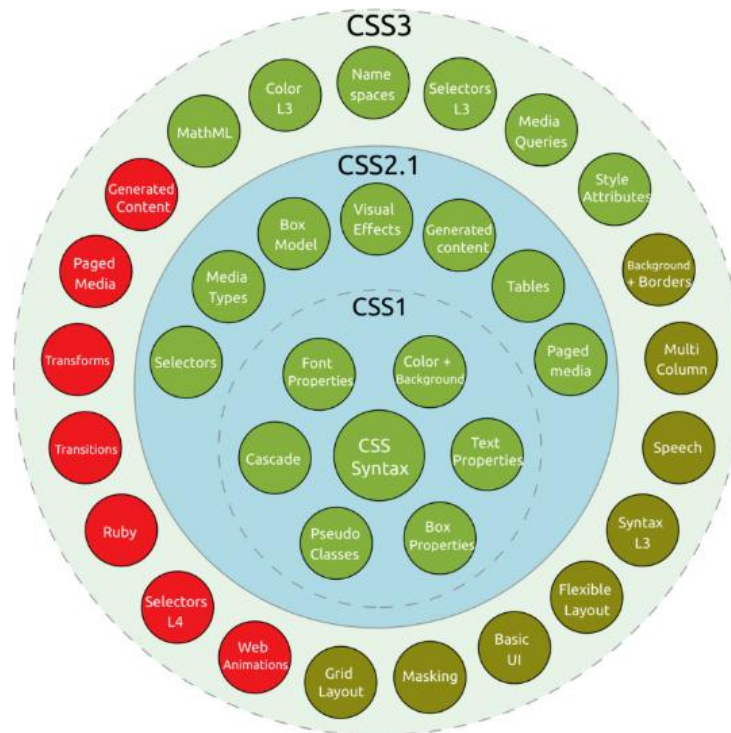 CSS3
Name
spaces
Color
L3
Selectors
L3
MathML
Media
Queries
Generated
Content
Style
Attributes
Paged
Media
Background
+ Borders
Transforms
Multi
Column
Transitions
Speech
Ruby
Syntax
L3
Selectors
L4
Flexible
Layout
Web
Animations
Basic
UI
Grid
Layout
Masking
CSS2.1
Visual
Effects
Box
Model
Generated
content
Media
Types
Tables
Selectors
Paged
media
CSS1
Font
Properties
Color +
Background
Cascade
CSS
Syntax
Text
Properties
Pseudo
Classes
Box
Properties